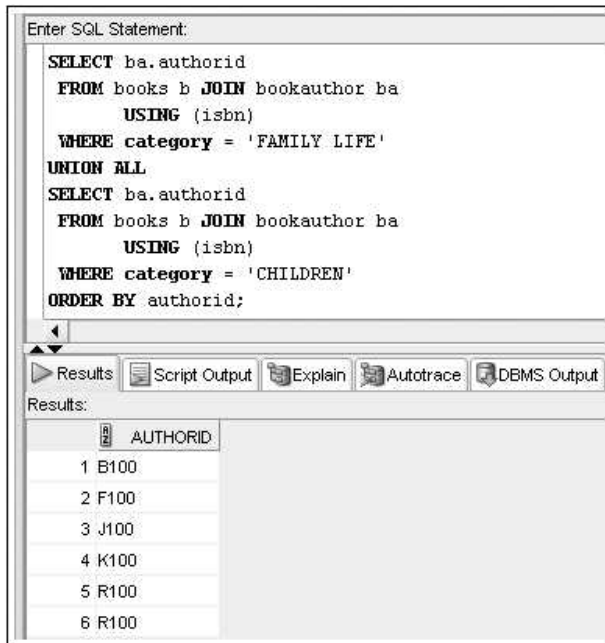 Enter SQL Statement:
SELECT ba.authorid
FROM books b JOIN bookauthor ba
USING (isbn)
WHERE category = 'FAMILY LIFE'
UNION ALL
SELECT ba.authorid
FROM books b JOIN bookauthor ba
USING (isbn)
WHERE category = 'CHILDREN'
ORDER BY authorid;
Results Script Output Explain Autotrace DBMS Output
Results:
AUTHORID
1 B100
2 F100
3 J100
4 K100
5 R100
6 R100